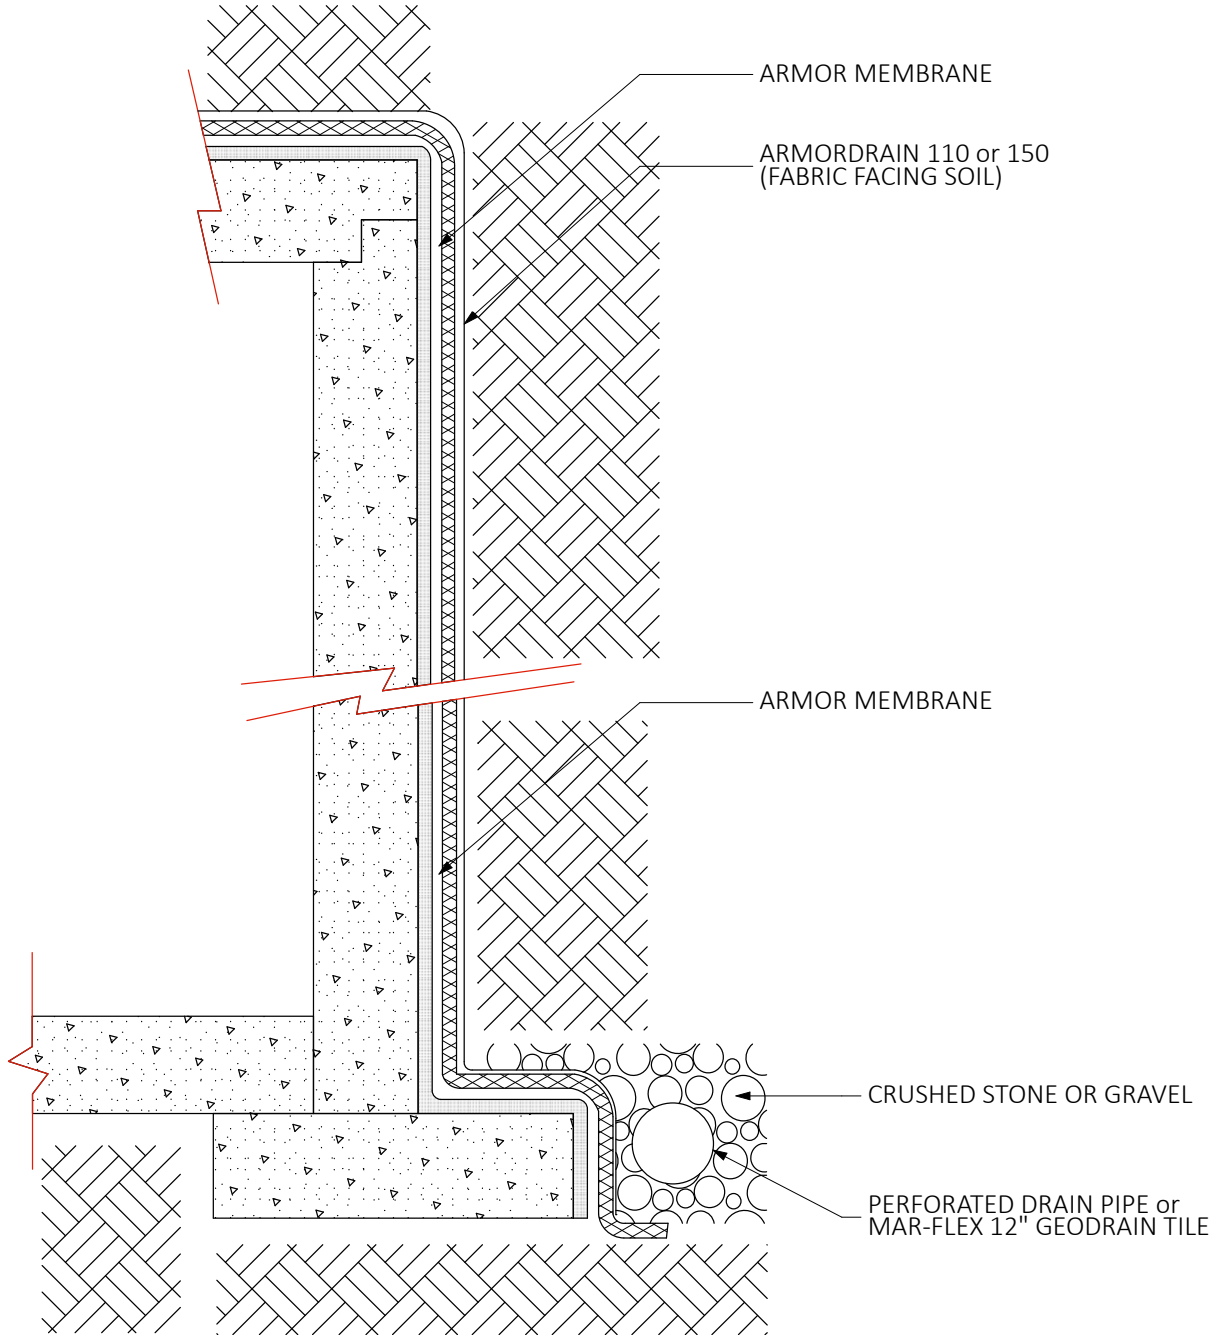 ARMOR MEMBRANE
ARMORDRAIN 110 or 150
(FABRIC FACING SOIL)
ARMOR MEMBRANE
CRUSHED STONE OR GRAVEL
PERFORATED DRAIN PIPE or
MAR-FLEX 12" GEODRAIN TILE